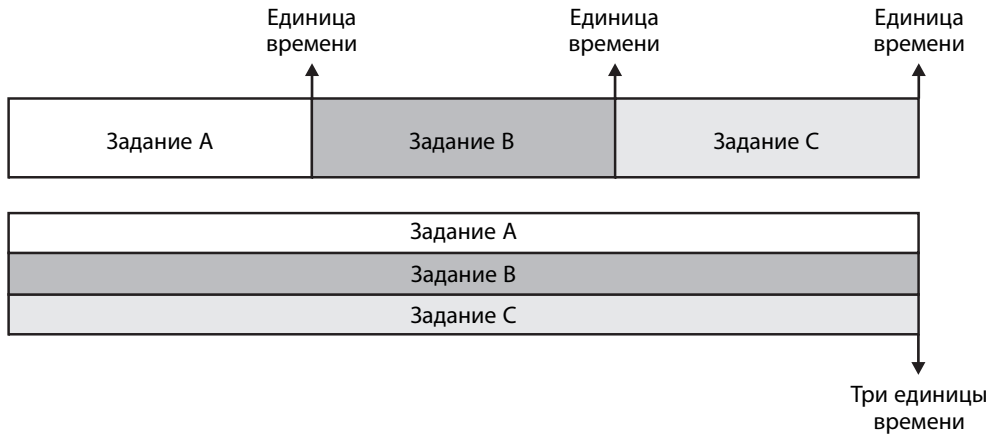 Единица
времени
Единица
времени
Единица
времени
Задание A
Задание B
Задание C
Задание A
Задание B
Задание C
Три единицы
времени